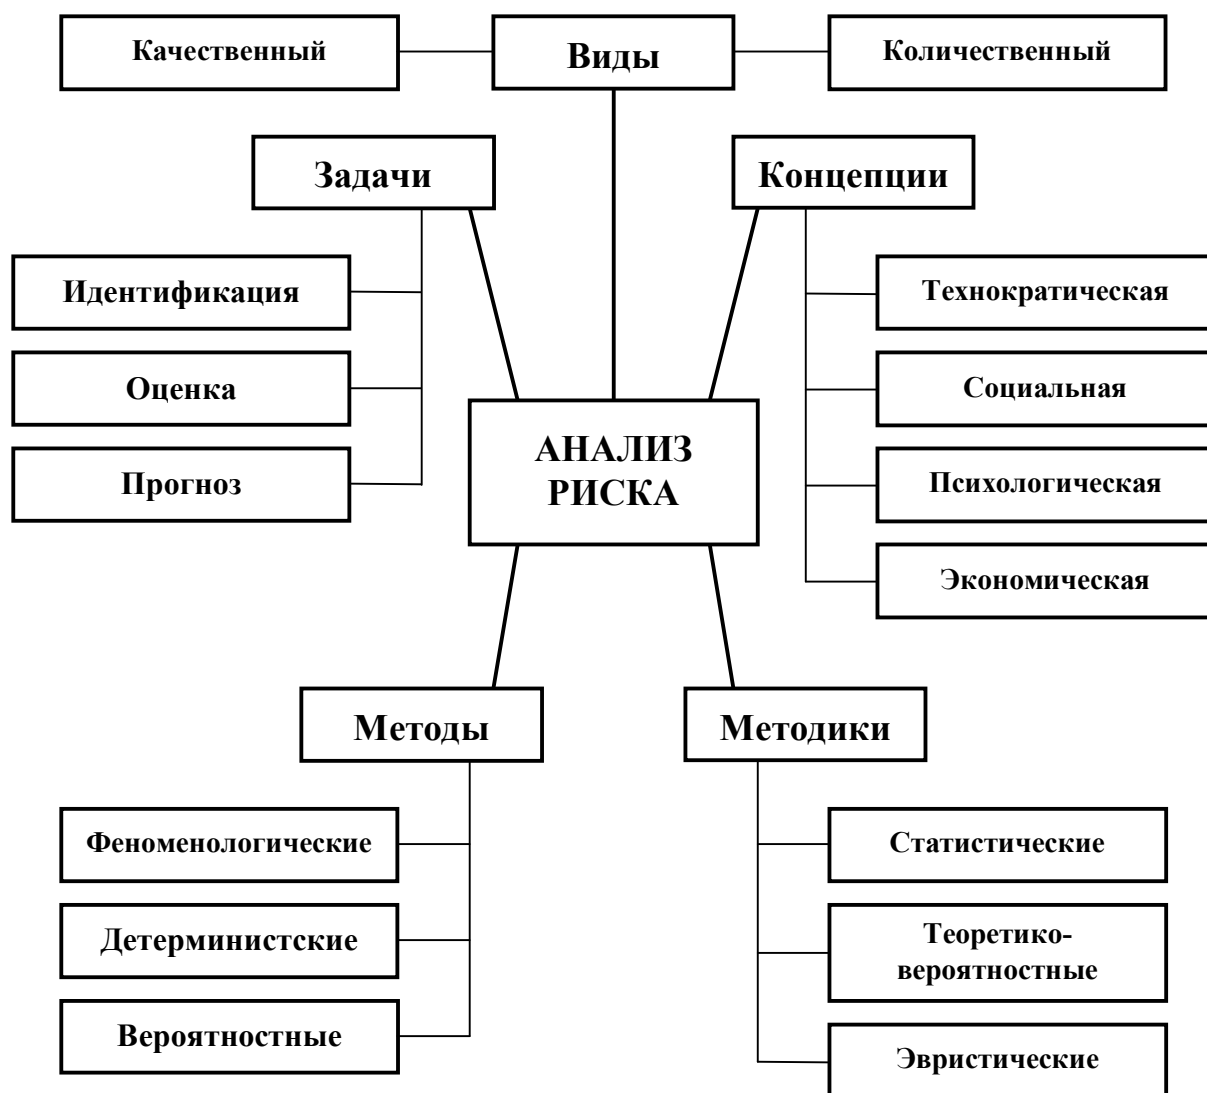 Качественный
Виды
Количественный
Задачи
Концепции
Идентификация
Оценка
Прогноз
Технократическая
Социальная
Психологическая
Экономическая
АНАЛИЗ
РИСКА
Методы
Методики
Феноменологические
Детерминистские
Вероятностные
Статистические
Теоретико-
вероятностные
Эвристические